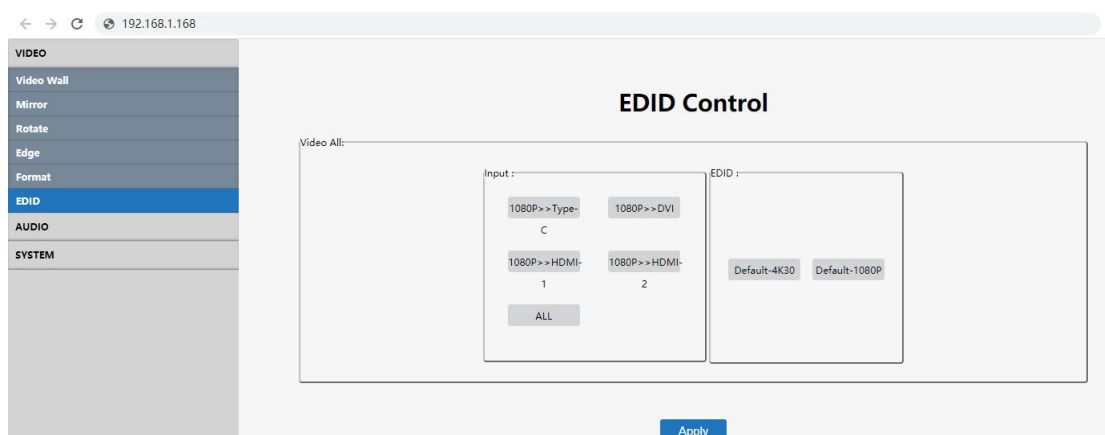 192.168.1.168
VIDEO
Video Wall
Mirror
Rotate
Edge
Format
EDID
AUDIO
SYSTEM
EDID Control
Video All:
Input :
1080P>>Type-
C
1080P>>DVI
1080P>>HDMI-
1
1080P>>HDMI-
2
ALL
EDID :
Default-4K30
Default-1080P
Apply